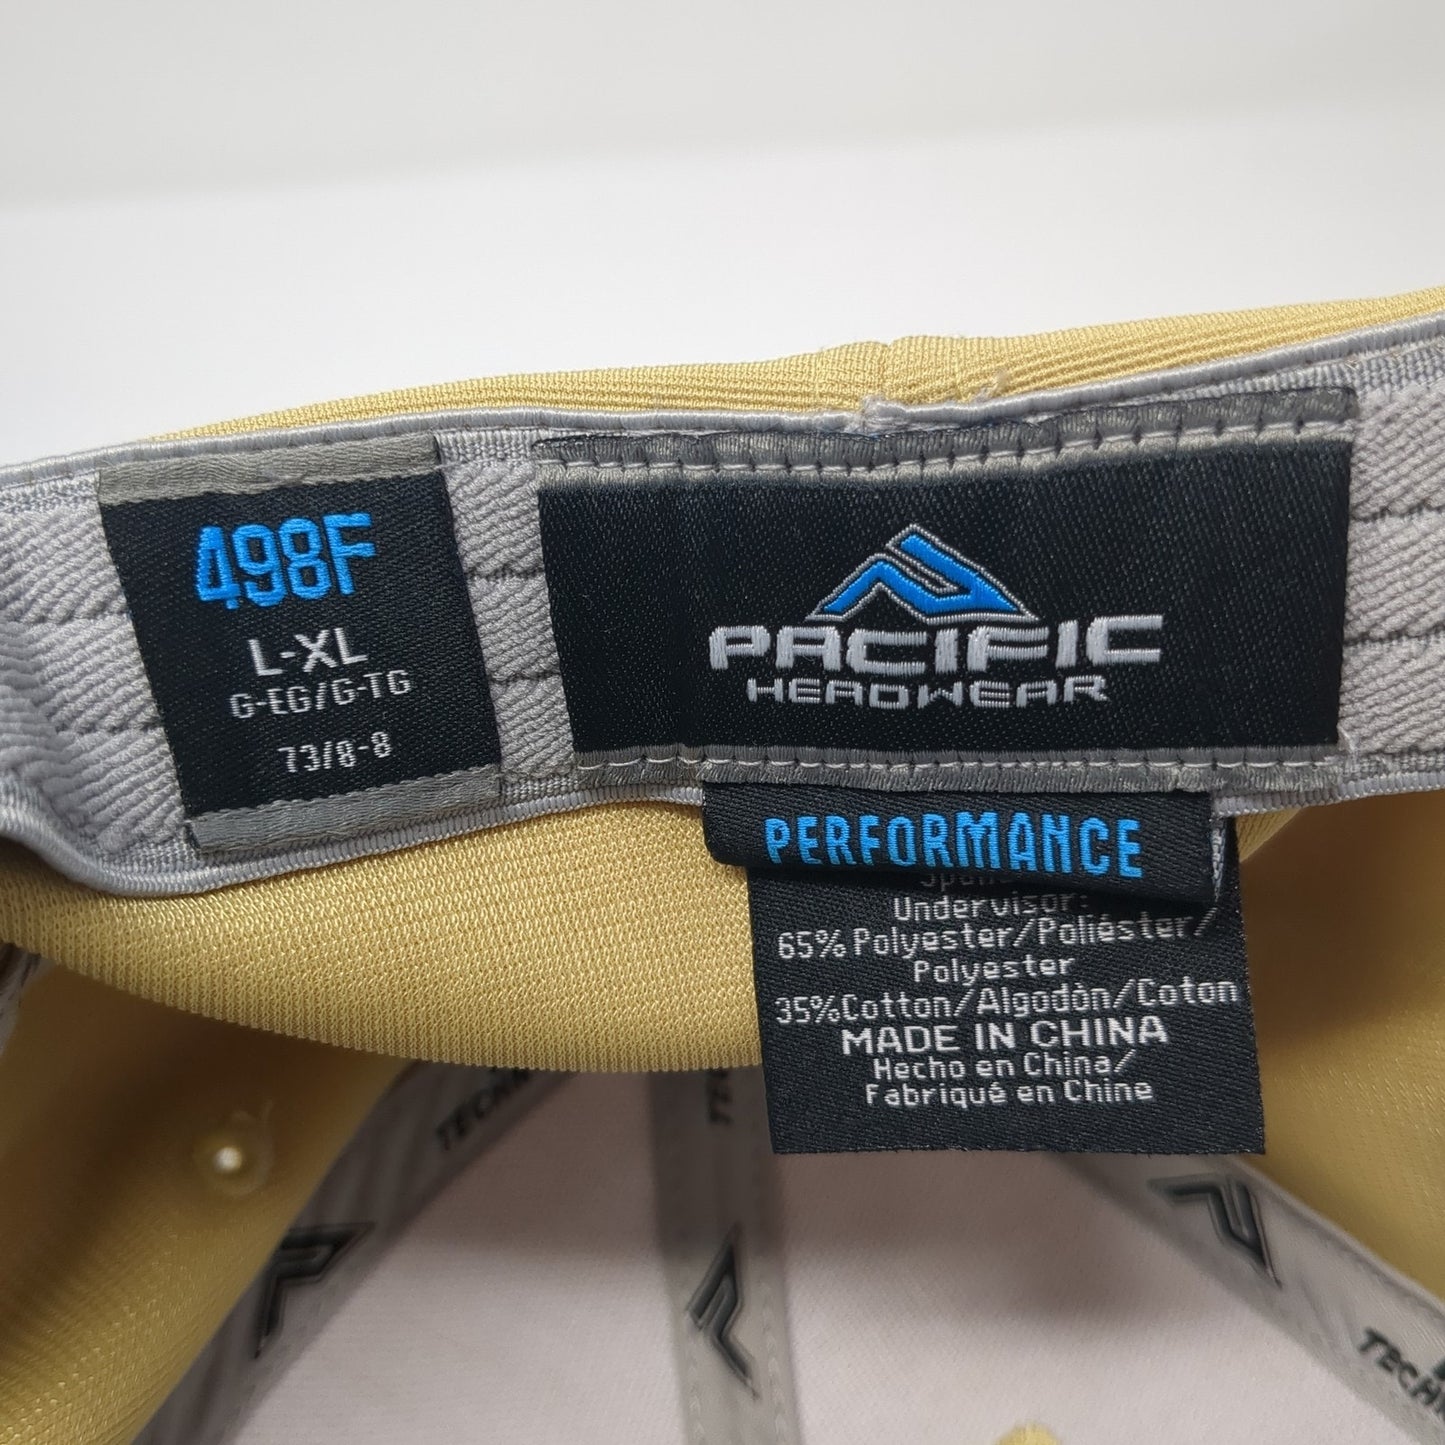 498F
L-XL
G-EG/G-TG
73/8-8
PACIFIC
HEADWEAR
PERFORMANCE
Undervisor:
65% Polyester/Poliéster/
Polyester
35%Cotton/Algodòn/Coton
MADE IN CHINA
Hecho en China/
Fabriqué en Chine